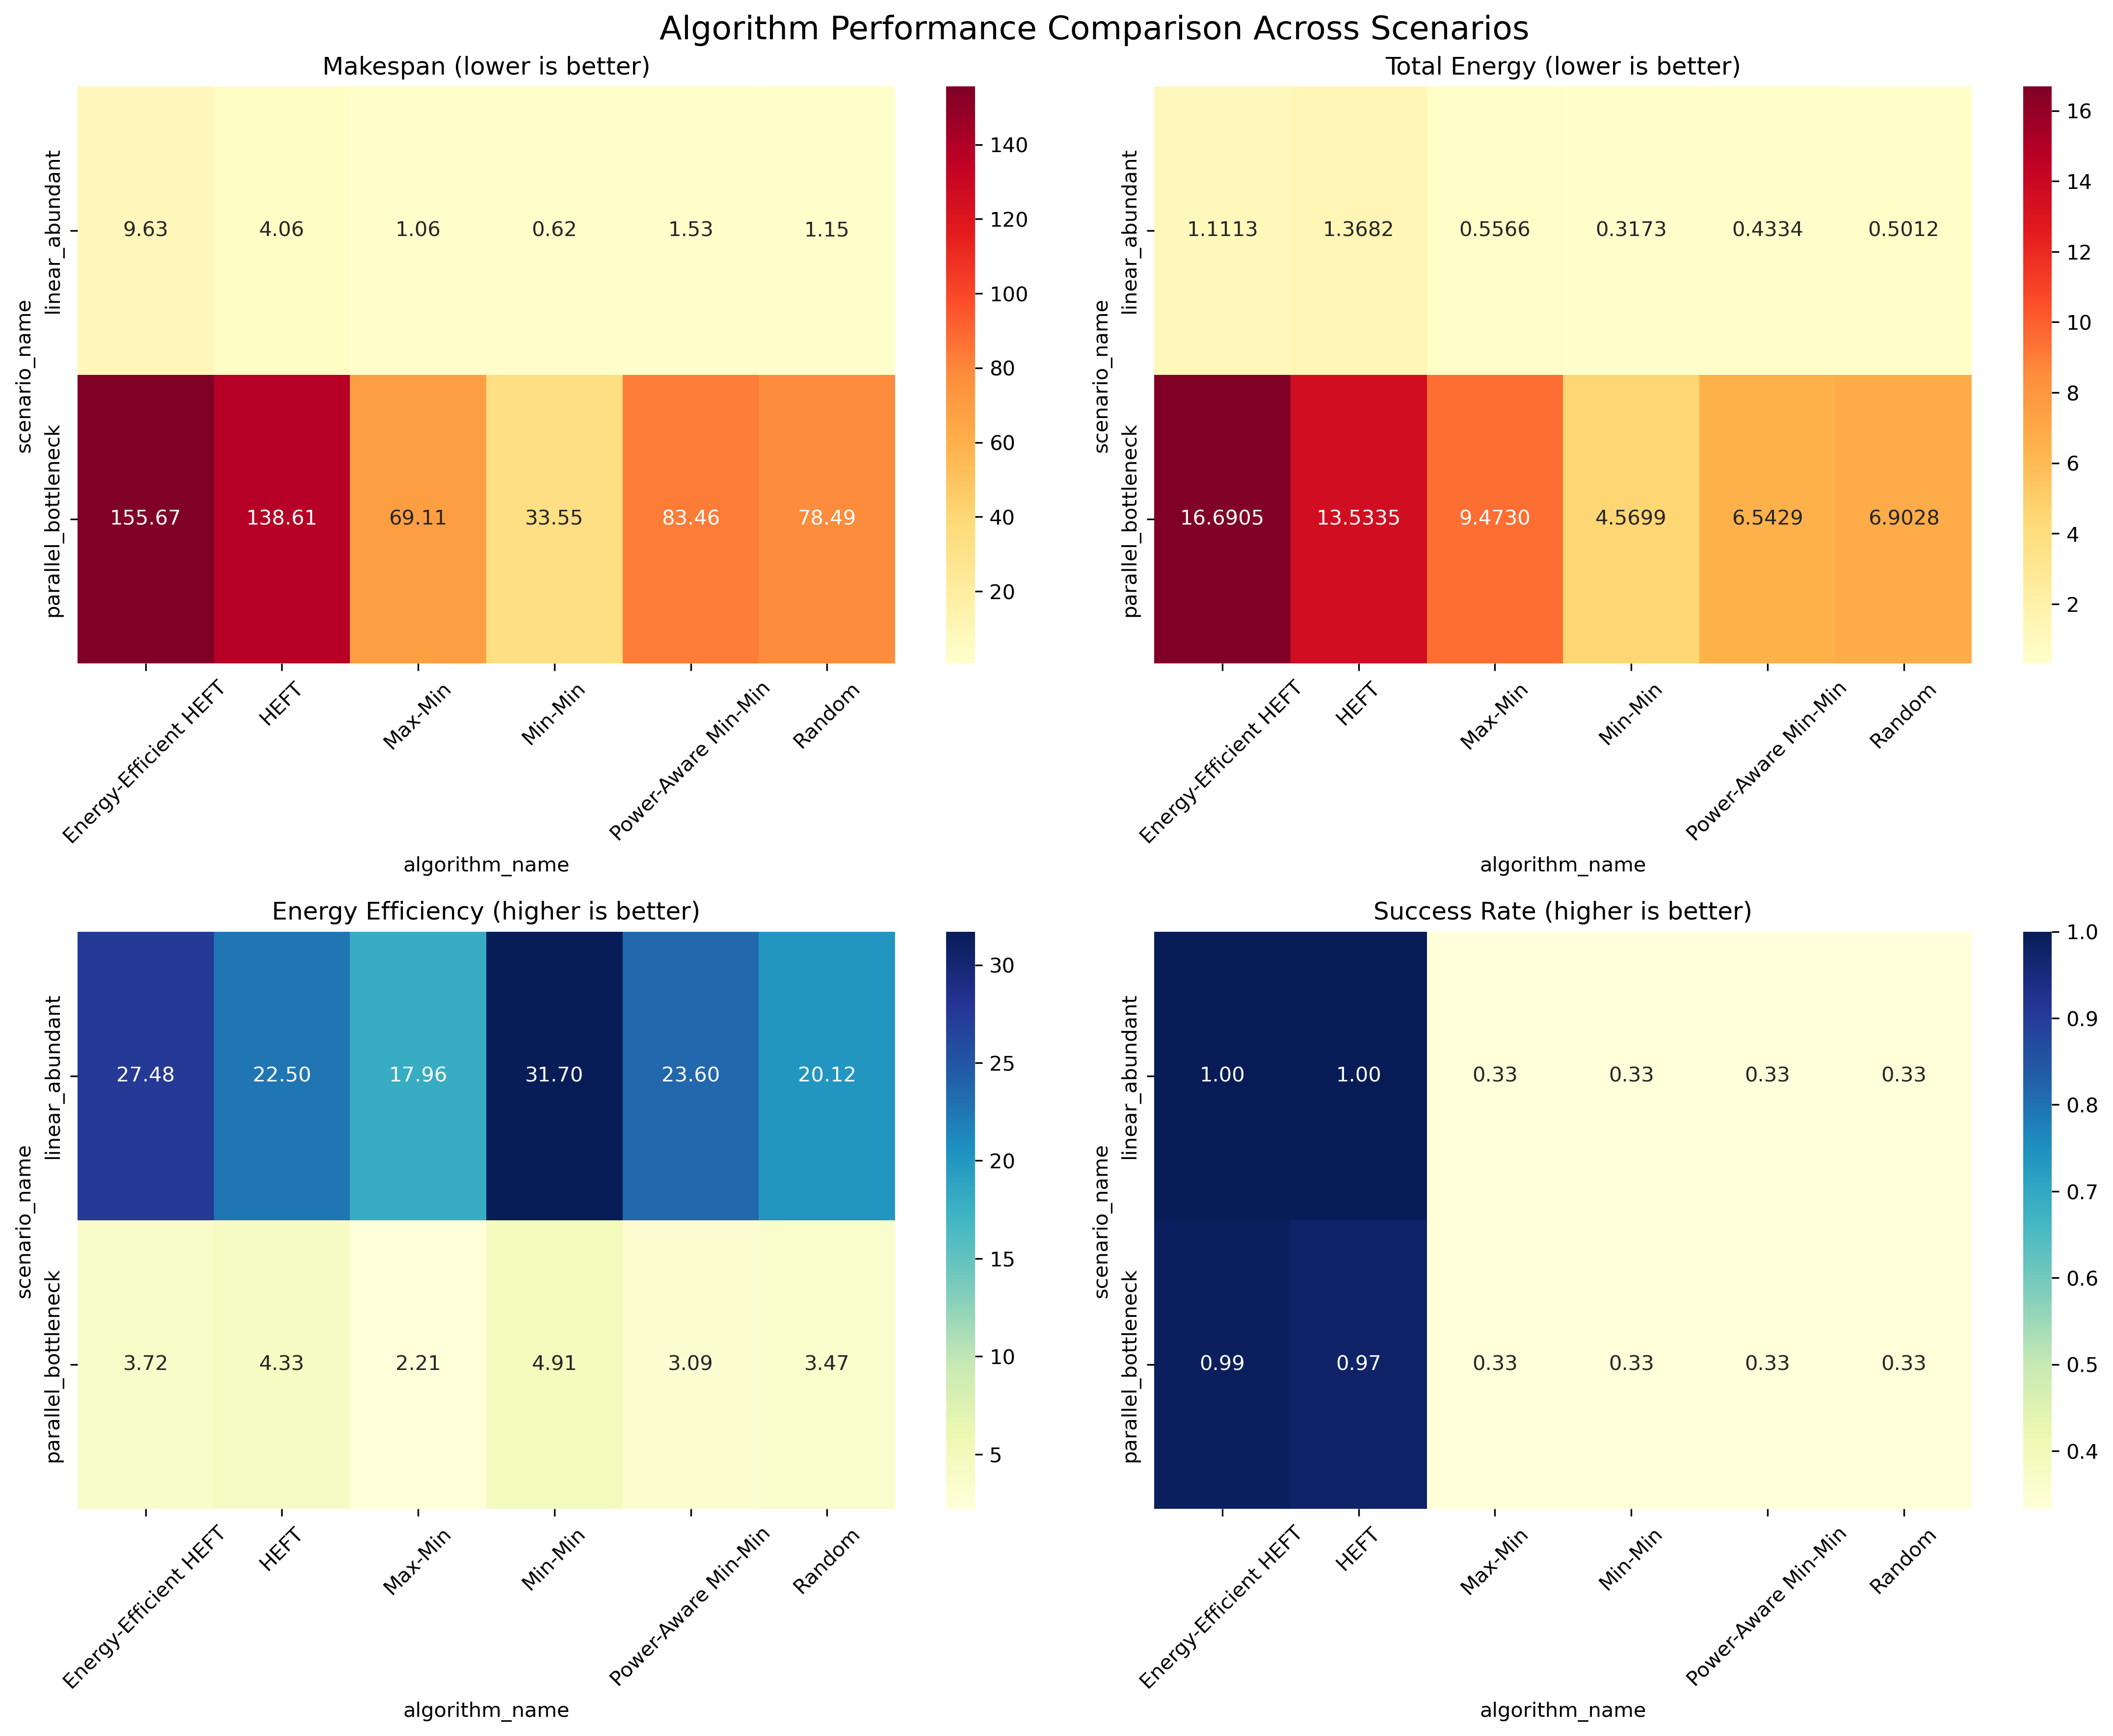 Algorithm Performance Comparison Across Scenarios
Makespan (lower is better)
scenario_name
linear_abundant
parallel_bottleneck
9.63 4.06 1.06 0.62 1.53 1.15
155.67 138.61 69.11 33.55 83.46 78.49
140
120
100
80
60
40
20
Energy-Efficient HEFT
HEFT
Max-Min
Min-Min
Power-Aware Min-Min
Random
algorithm_name
Total Energy (lower is better)
scenario_name
linear_abundant
parallel_bottleneck
1.1113 1.3682 0.5566 0.3173 0.4334 0.5012
16.6905 13.5335 9.4730 4.5699 6.5429 6.9028
16
14
12
10
8
6
4
2
Energy-Efficient HEFT
HEFT
Max-Min
Min-Min
Power-Aware Min-Min
Random
algorithm_name
Energy Efficiency (higher is better)
scenario_name
linear_abundant
parallel_bottleneck
27.48 22.50 17.96 31.70 23.60 20.12
3.72 4.33 2.21 4.91 3.09 3.47
30
25
20
15
10
5
Energy-Efficient HEFT
HEFT
Max-Min
Min-Min
Power-Aware Min-Min
Random
algorithm_name
Success Rate (higher is better)
scenario_name
linear_abundant
parallel_bottleneck
1.00 1.00 0.33 0.33 0.33 0.33
0.99 0.97 0.33 0.33 0.33 0.33
1.0
0.9
0.8
0.7
0.6
0.5
0.4
Energy-Efficient HEFT
HEFT
Max-Min
Min-Min
Power-Aware Min-Min
Random
algorithm_name